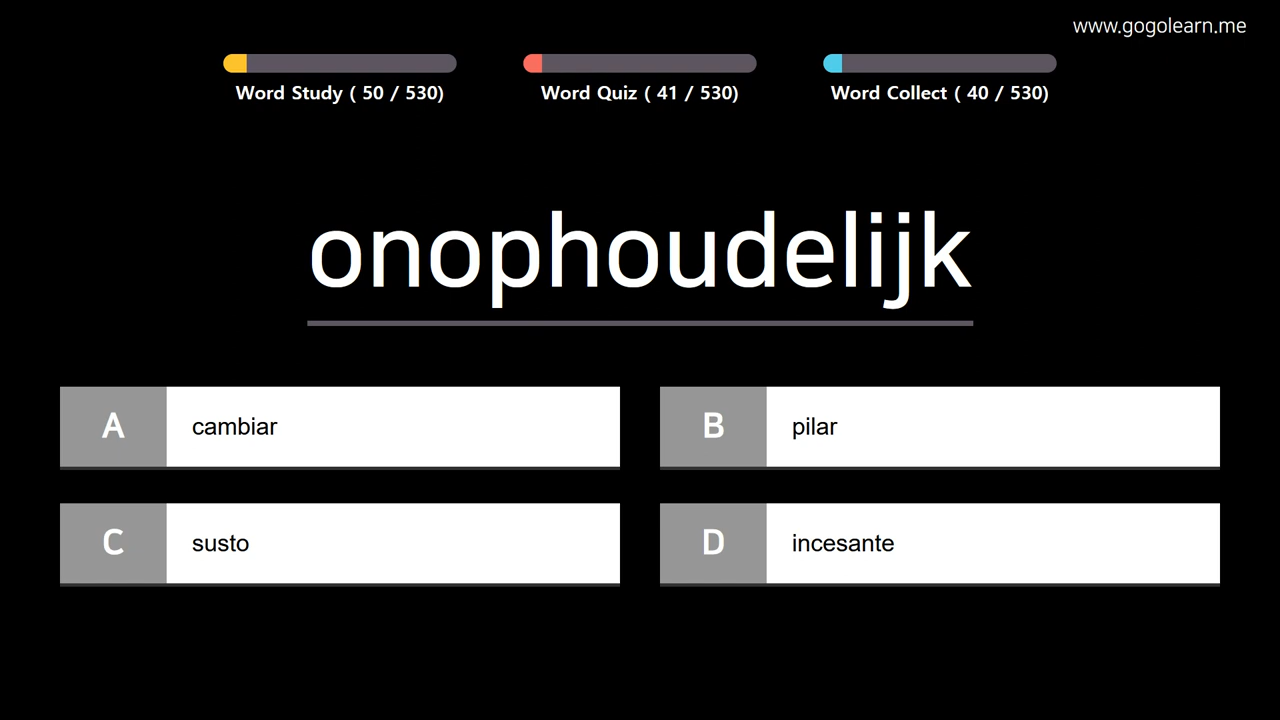 www.gogolearn.me
Word Study ( 50 / 530)
Word Quiz ( 41 / 530)
Word Collect ( 40 / 530)
onophoudelijk
A cambiar
B pilar
C susto
D incesante